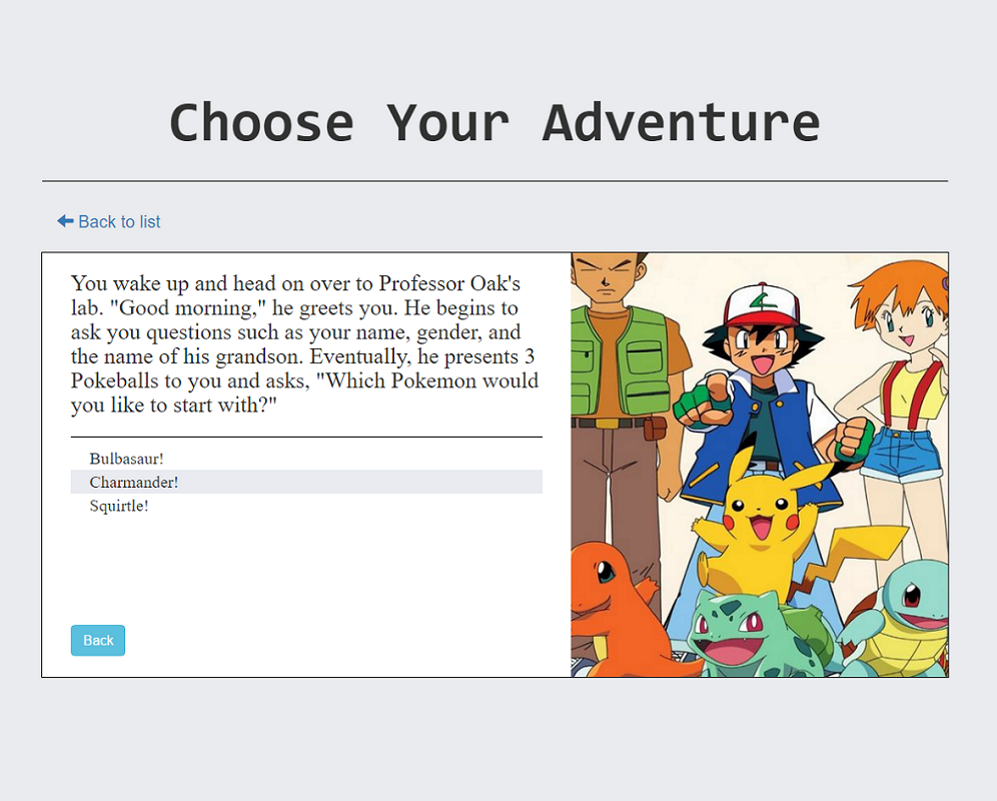 Choose Your Adventure
Back to list
You wake up and head on over to Professor Oak's
lab. "Good morning," he greets you. He begins to
ask you questions such as your name, gender, and
the name of his grandson. Eventually, he presents 3
Pokeballs to you and asks, "Which Pokemon would
you like to start with?"
Bulbasaur!
Charmander!
Squirtle!
Back